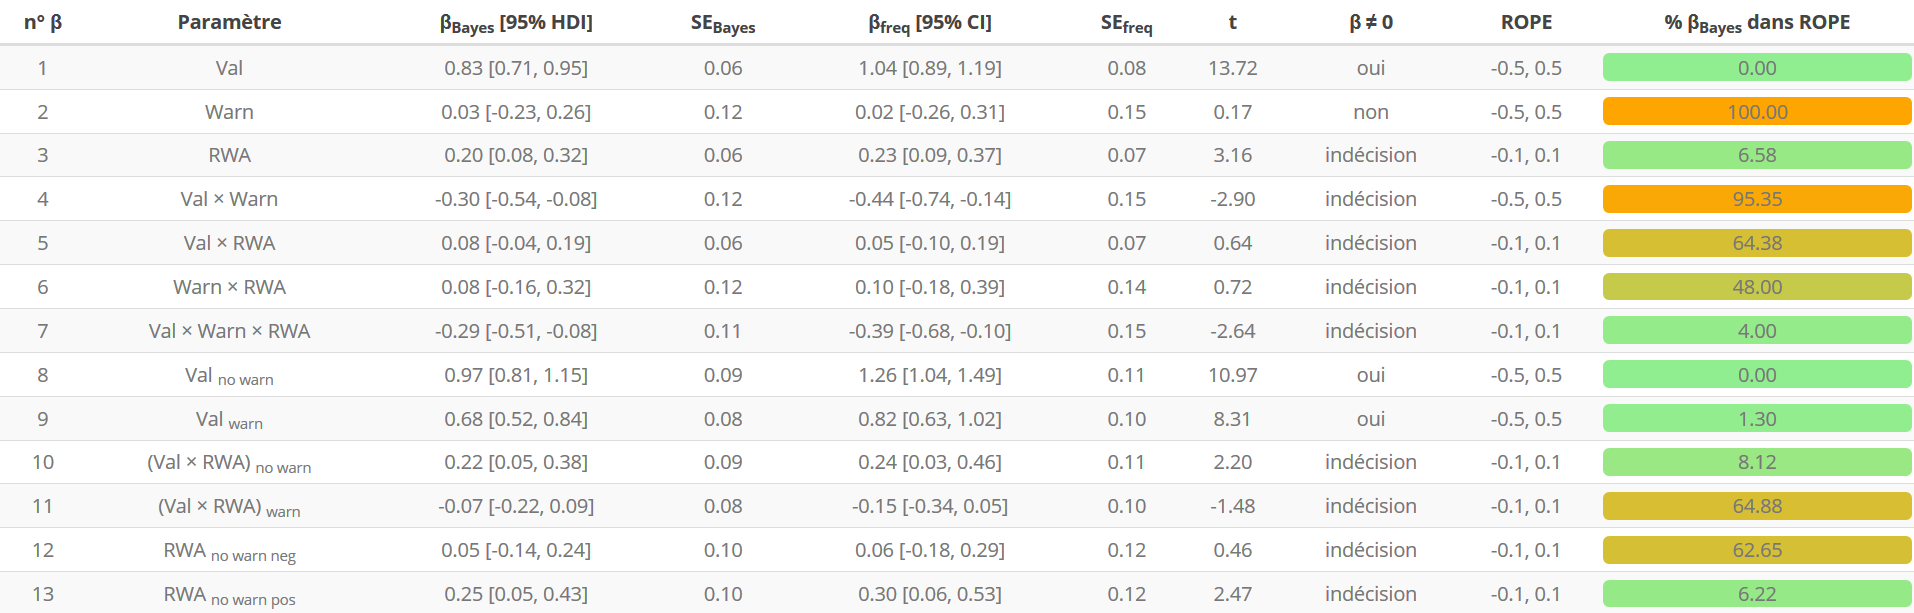 n° β Paramètre βBayes [95% HDI] SEBayes βfreq [95% CI] SEfreq t β ≠ 0 ROPE % βBayes dans ROPE
1 Val 0.83 [0.71, 0.95] 0.06 1.04 [0.89, 1.19] 0.08 13.72 oui -0.5, 0.5 0.00
2 Warn 0.03 [-0.23, 0.26] 0.12 0.02 [-0.26, 0.31] 0.15 0.17 non -0.5, 0.5 100.00
3 RWA 0.20 [0.08, 0.32] 0.06 0.23 [0.09, 0.37] 0.07 3.16 indécision -0.1, 0.1 6.58
4 Val × Warn -0.30 [-0.54, -0.08] 0.12 -0.44 [-0.74, -0.14] 0.15 -2.90 indécision -0.5, 0.5 95.35
5 Val × RWA 0.08 [-0.04, 0.19] 0.06 0.05 [-0.10, 0.19] 0.07 0.64 indécision -0.1, 0.1 64.38
6 Warn × RWA 0.08 [-0.16, 0.32] 0.12 0.10 [-0.18, 0.39] 0.14 0.72 indécision -0.1, 0.1 48.00
7 Val × Warn × RWA -0.29 [-0.51, -0.08] 0.11 -0.39 [-0.68, -0.10] 0.15 -2.64 indécision -0.1, 0.1 4.00
8 Val no warn 0.97 [0.81, 1.15] 0.09 1.26 [1.04, 1.49] 0.11 10.97 oui -0.5, 0.5 0.00
9 Val warn 0.68 [0.52, 0.84] 0.08 0.82 [0.63, 1.02] 0.10 8.31 oui -0.5, 0.5 1.30
10 (Val × RWA) no warn 0.22 [0.05, 0.38] 0.09 0.24 [0.03, 0.46] 0.11 2.20 indécision -0.1, 0.1 8.12
11 (Val × RWA) warn -0.07 [-0.22, 0.09] 0.08 -0.15 [-0.34, 0.05] 0.10 -1.48 indécision -0.1, 0.1 64.88
12 RWA no warn neg 0.05 [-0.14, 0.24] 0.10 0.06 [-0.18, 0.29] 0.12 0.46 indécision -0.1, 0.1 62.65
13 RWA no warn pos 0.25 [0.05, 0.43] 0.10 0.30 [0.06, 0.53] 0.12 2.47 indécision -0.1, 0.1 6.22